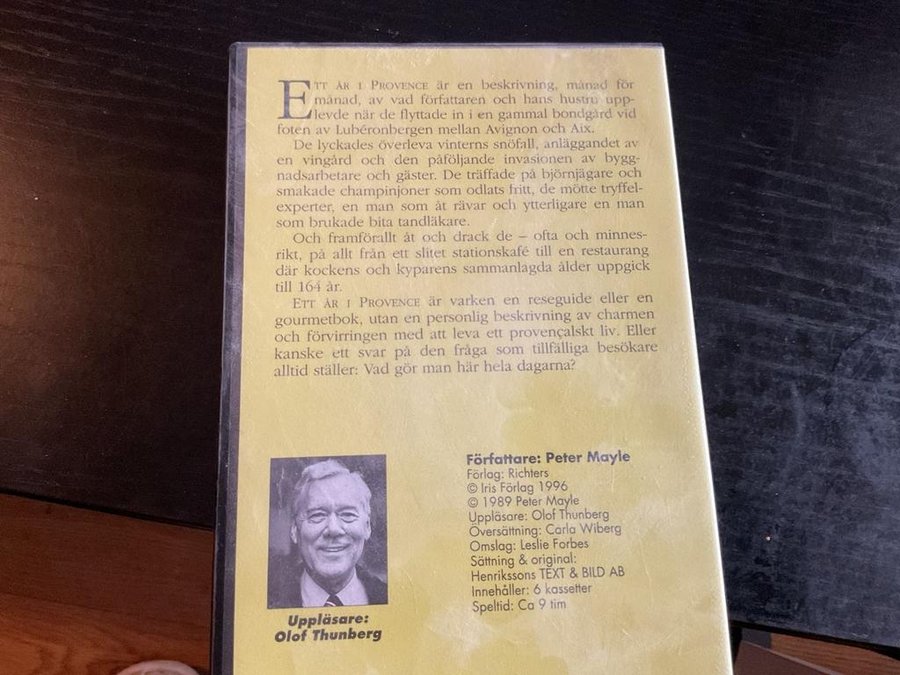 ETT ÅR I PROVENCE är en beskrivning, månad för
månad, av vad författaren och hans hustru upp-
levde när de flyttade in i en gammal bondgård vid
foten av Lubéronbergen mellan Avignon och Aix.
De lyckades överleva vinterns snöfall, anläggandet av
en vingård och den påföljande invasionen av bygg-
nadsarbetare och gäster. De träffade på björnjägare och
smakade champinjoner som odlats fritt, de mötte tryffel-
experter, en man som åt rävar och ytterligare en man
som brukade bita tandläkare.
Och framförallt åt och drack de – ofta och minnes-
rikt, på allt från ett slitet stationskafé till en restaurang
där kockens och kyparens sammanlagda ålder uppgick
till 164 år.
ETT ÅR I PROVENCE är varken en reseguide eller en
gourmetbok, utan en personlig beskrivning av charmen
och förvirringen med att leva ett provençalskt liv. Eller
kanske ett svar på den fråga som tillfälliga besökare
alltid ställer: Vad gör man här hela dagarna?
Uppläsare:
Olof Thunberg
Författare: Peter Mayle
Förlag: Richters
© Iris Förlag 1996
© 1989 Peter Mayle
Uppläsare: Olof Thunberg
Översättning: Carla Wiberg
Omslag: Leslie Forbes
Sättning & original:
Henrikssons TEXT & BILD AB
Innehåller: 6 kassetter
Speltid: Ca 9 tim